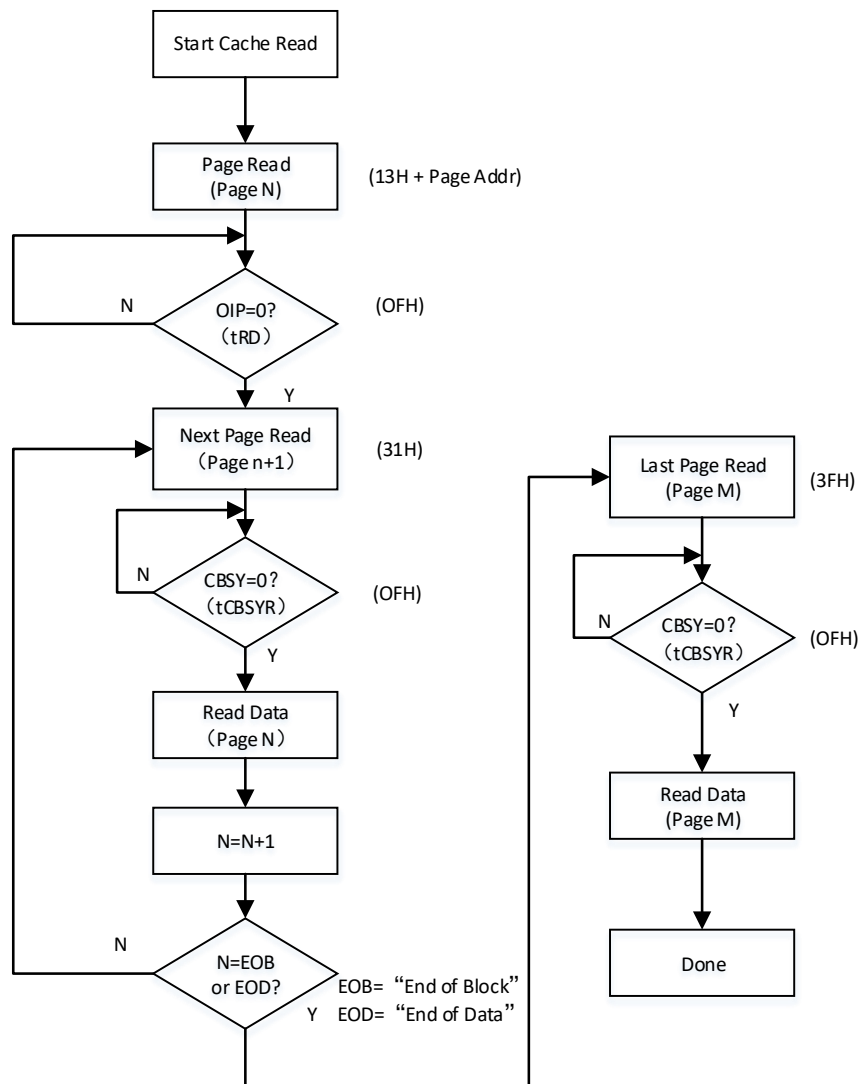 Start Cache Read
Page Read
(Page N)
(13H + Page Addr)
OIP=0?
（tRD）
N
(OFH)
Y
Next Page Read
（Page n+1）
(31H)
CBSY=0?
（tCBSYR）
N
(OFH)
Y
Read Data
（Page N）
N=N+1
N
N=EOB
or EOD?
EOB= “End of Block”
Y
EOD= “End of Data”
Last Page Read
(Page M)
(3FH)
N
CBSY=0?
（tCBSYR）
(OFH)
Y
Read Data
(Page M)
Done